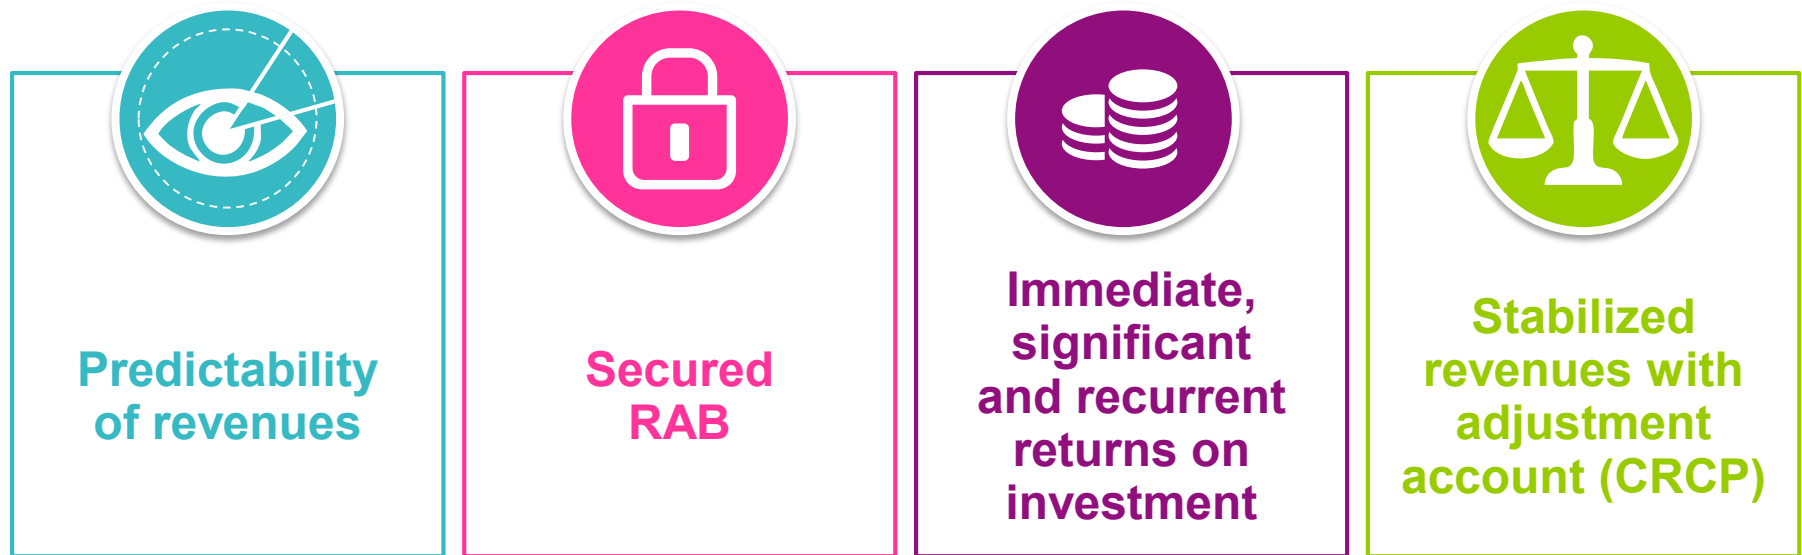 Predictability
of revenues
Secured
RAB
Immediate,
significant
and recurrent
returns on
investment
Stabilized
revenues with
adjustment
account (CRCP)